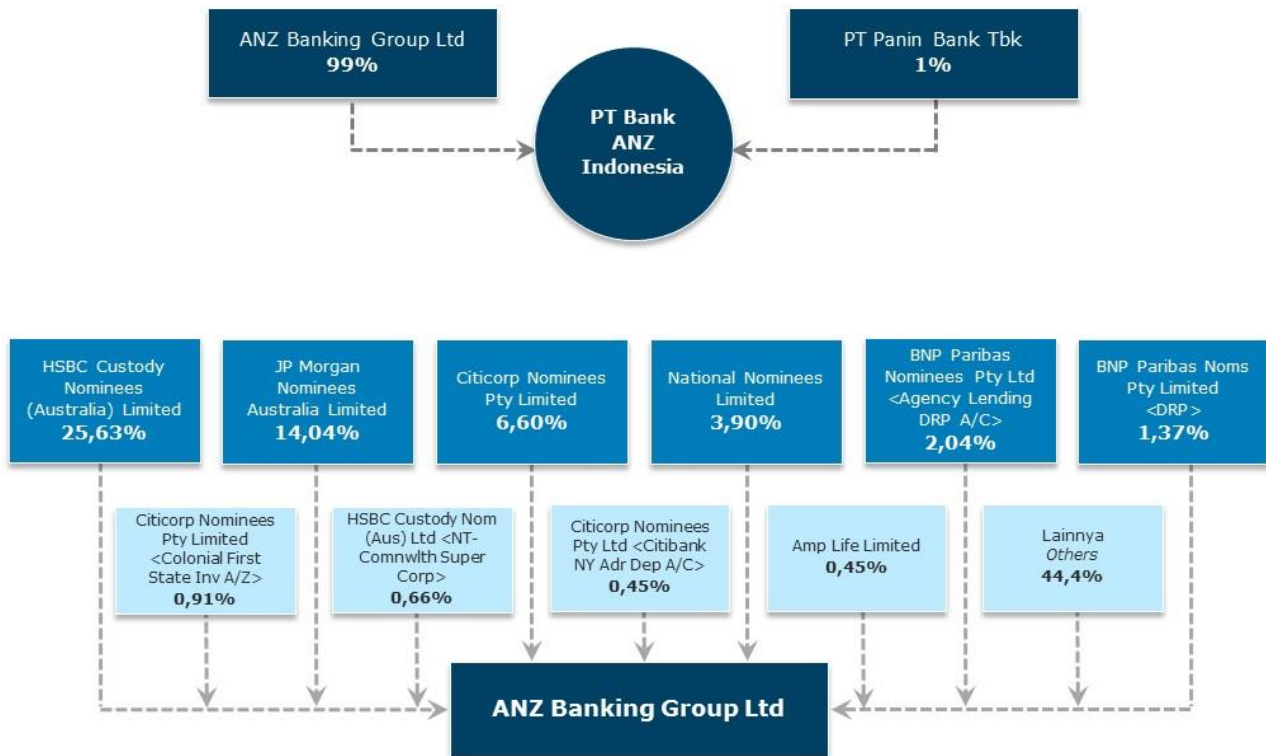 ANZ Banking Group Ltd
99%
PT Panin Bank Tbk
1%
PT Bank
ANZ
Indonesia
HSBC Custody
Nominees
(Australia) Limited
25,63%
JP Morgan
Nominees
Australia Limited
14,04%
Citicorp Nominees
Pty Limited
6,60%
National Nominees
Limited
3,90%
BNP Paribas
Nominees Pty Ltd
<Agency Lending
DRP A/C>
2,04%
BNP Paribas Noms
Pty Limited
<DRP>
1,37%
Citicorp Nominees
Pty Limited
<Colonial First
State Inv A/Z>
0,91%
HSBC Custody Nom
(Aus) Ltd <NT-
Comnwlth Super
Corp>
0,66%
Citicorp Nominees
Pty Ltd <Citibank
NY Adr Dep A/C>
0,45%
Amp Life Limited
0,45%
Lainnya
Others
44,4%
ANZ Banking Group Ltd